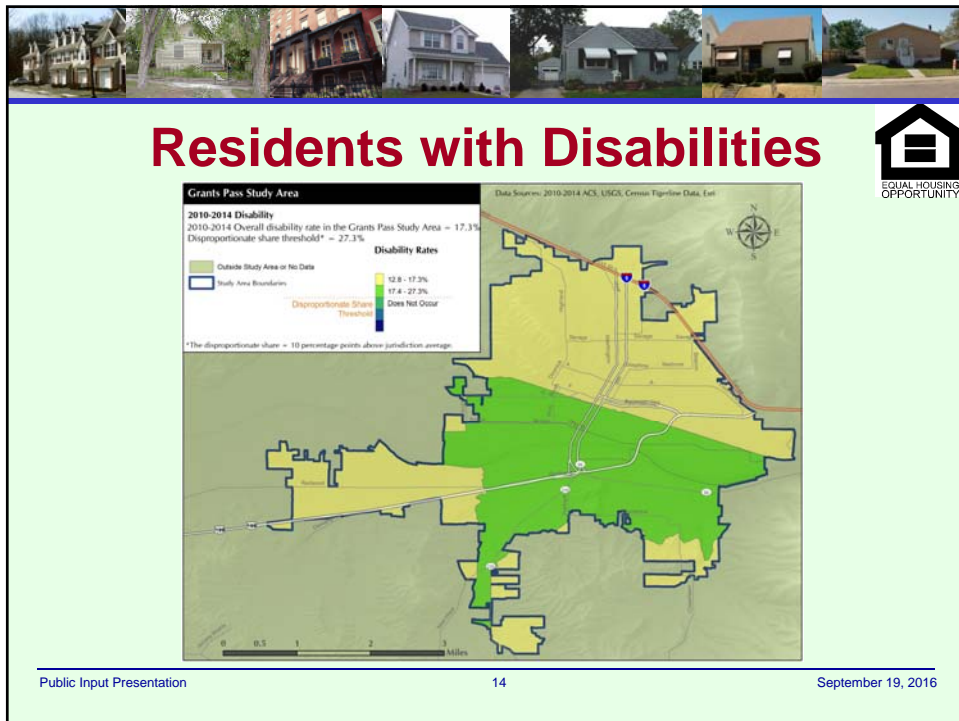 Residents with Disabilities
EQUAL HOUSING
OPPORTUNITY
Grants Pass Study Area
Data Sources: 2010-2014 ACS, USGS, Census Tigerline Data, Esri
2010-2014 Disability
2010-2014 Overall disability rate in the Grants Pass Study Area = 17.3%
Disproportionate share threshold* = 27.3%
Disability Rates
Outside Study Area or No Data
Study Area Boundaries
12.8 - 17.3%
17.4 - 27.3%
Does Not Occur
Disproportionate Share
Threshold
*The disproportionate share = 10 percentage points above jurisdiction average.
N
W
E
S
Highland
Savage
Savage
Redwood
0
0.5
1
2
3
Miles
Public Input Presentation
14
September 19, 2016